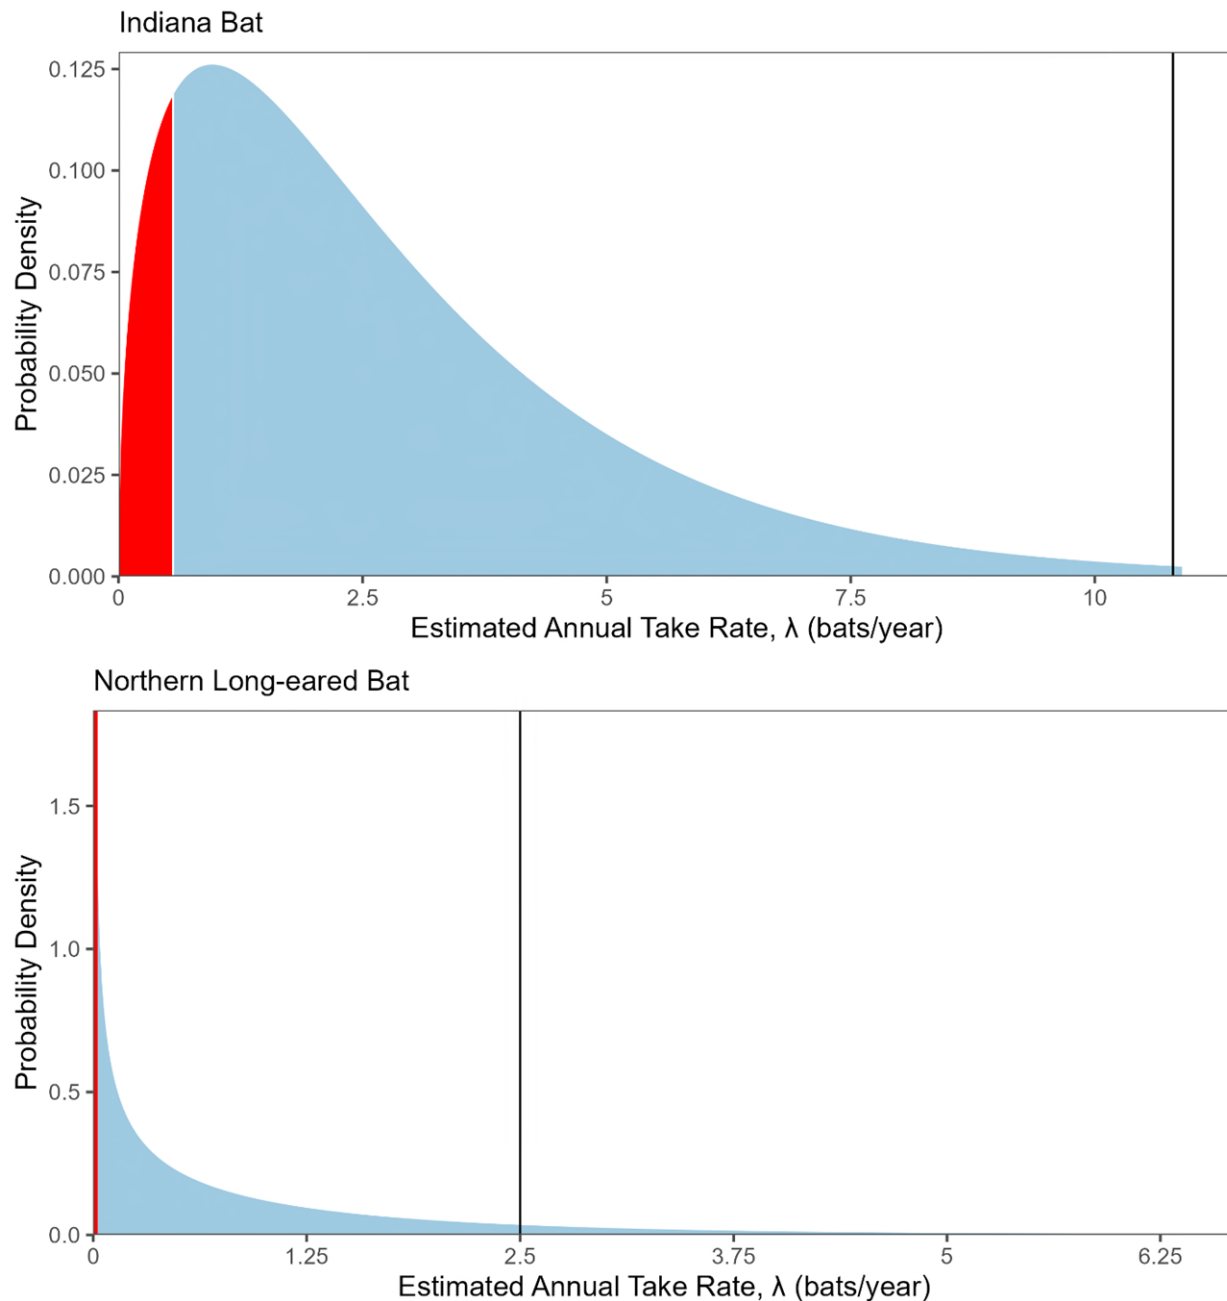 Indiana Bat
0.125
0.100
0.075
0.050
0.025
0.000
Probability Density
0 2.5 5 7.5 10
Estimated Annual Take Rate, λ (bats/year)
Northern Long-eared Bat
1.5
1.0
0.5
0.0
Probability Density
0 1.25 2.5 3.75 5 6.25
Estimated Annual Take Rate, λ (bats/year)